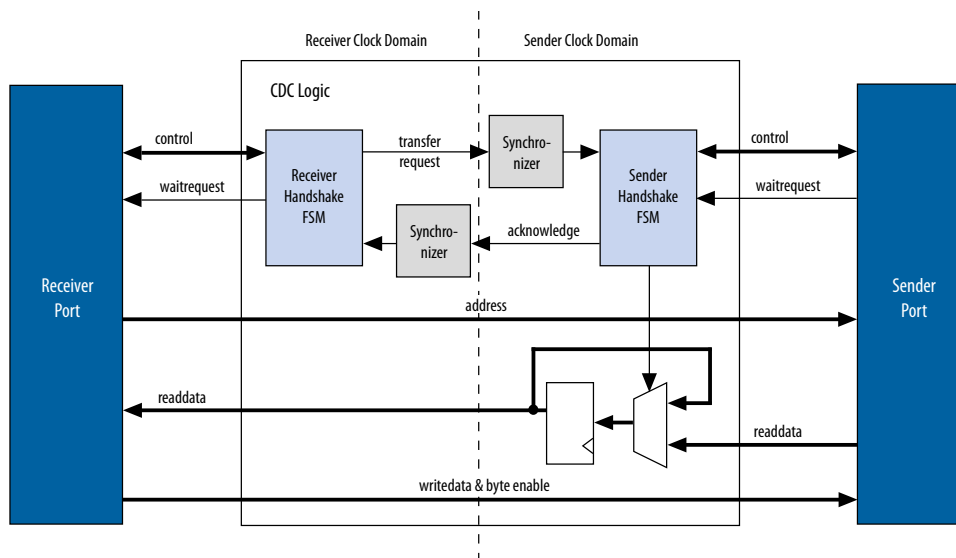 Receiver Clock Domain
Sender Clock Domain
CDC Logic
control
transfer
request
Synchro-
nizer
control
waitrequest
Receiver
Handshake
FSM
Sender
Handshake
FSM
waitrequest
Synchro-
nizer
acknowledge
Receiver
Port
Sender
Port
address
readdata
readdata
writedata & byte enable